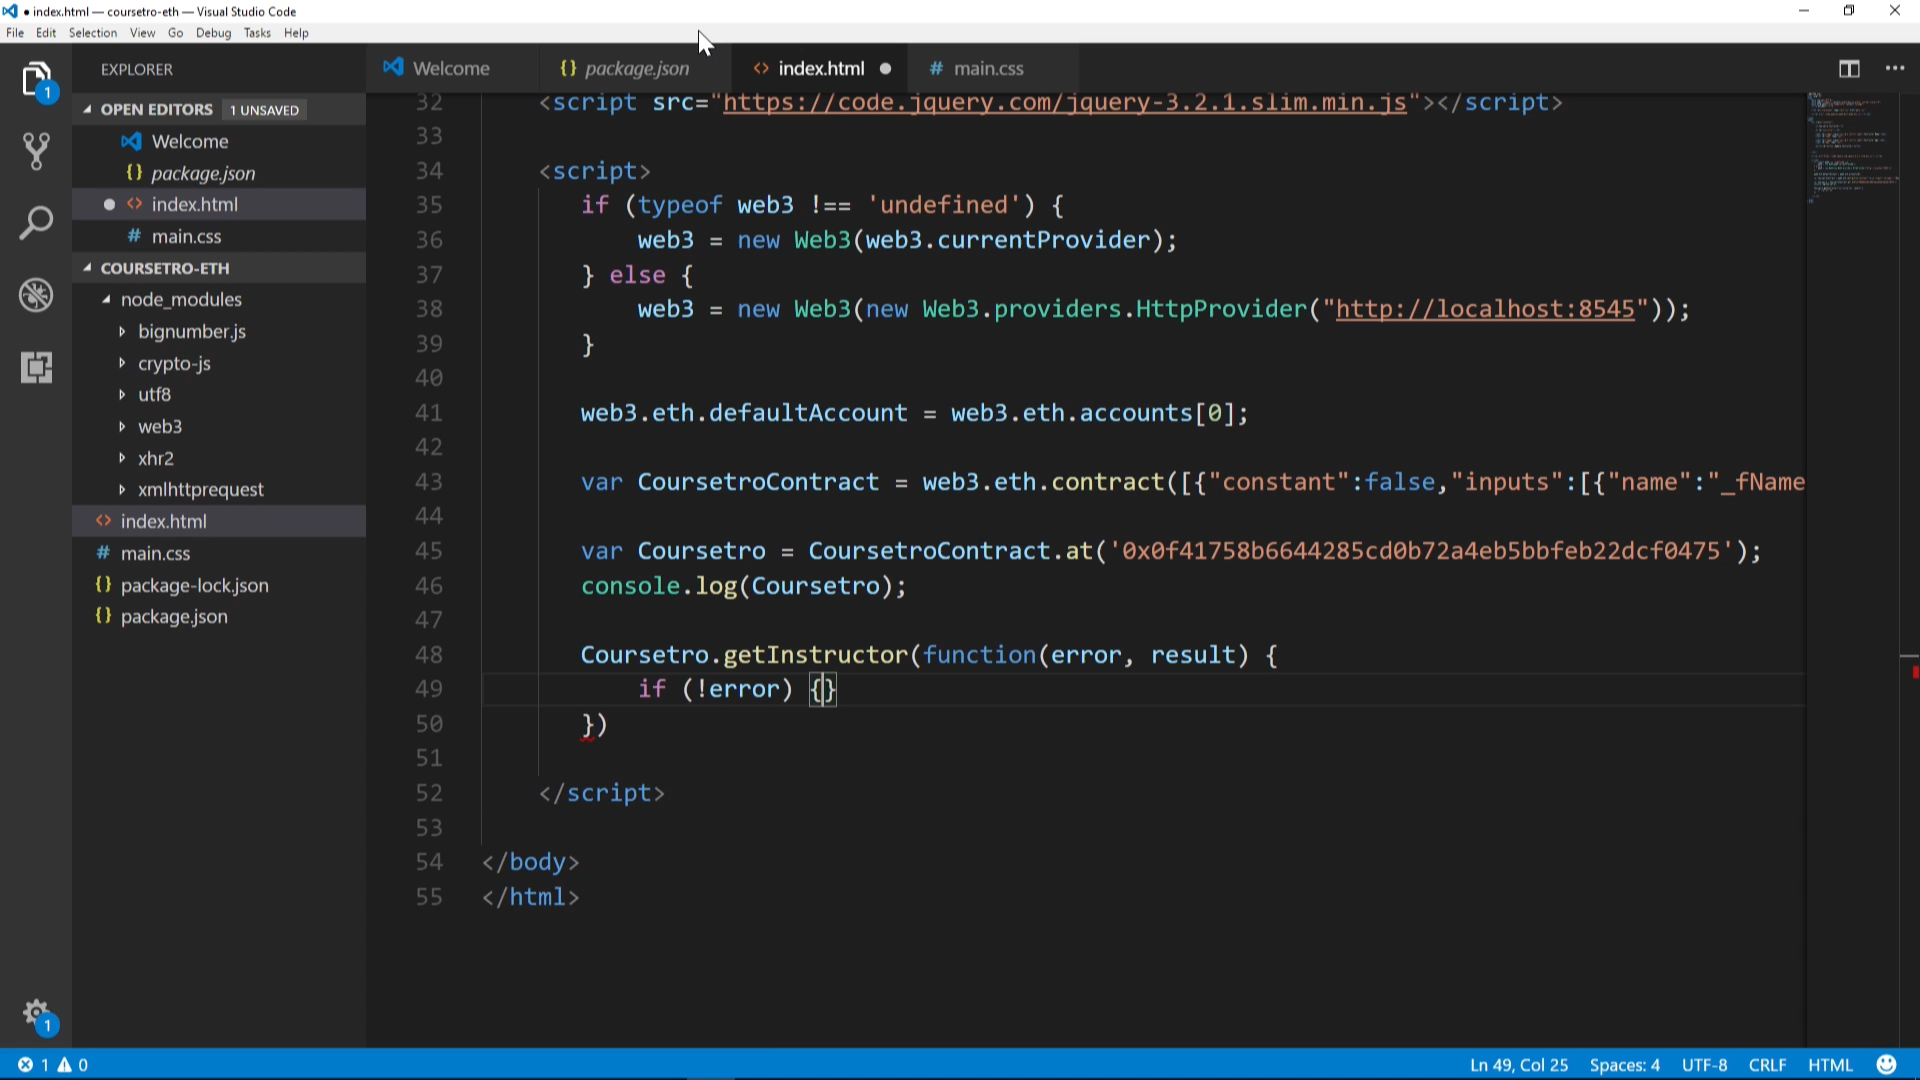 ● index.html — coursetro-eth — Visual Studio Code
File Edit Selection View Go Debug Tasks Help
EXPLORER
OPEN EDITORS 1 UNSAVED
Welcome
{} package.json
<> index.html
# main.css
COURSETRO-ETH
node_modules
bignumber.js
crypto-js
utf8
web3
xhr2
xmlhttprequest
<> index.html
# main.css
{} package-lock.json
{} package.json
1
1
Welcome {} package.json <> index.html ● # main.css
32 <script src="https://code.jquery.com/jquery-3.2.1.slim.min.js"></script>
33
34 <script>
35 if (typeof web3 !== 'undefined') {
36 web3 = new Web3(web3.currentProvider);
37 } else {
38 web3 = new Web3(new Web3.providers.HttpProvider("http://localhost:8545"));
39 }
40
41 web3.eth.defaultAccount = web3.eth.accounts[0];
42
43 var CoursetroContract = web3.eth.contract([{"constant":false,"inputs":[{"name":"_fName
44
45 var Coursetro = CoursetroContract.at('0x0f41758b6644285cd0b72a4eb5bbfeb22dcf0475');
46 console.log(Coursetro);
47
48 Coursetro.getInstructor(function(error, result) {
49 if (!error) {}
50 })
51
52 </script>
53
54 </body>
55 </html>
1 0 Ln 49, Col 25 Spaces: 4 UTF-8 CRLF HTML